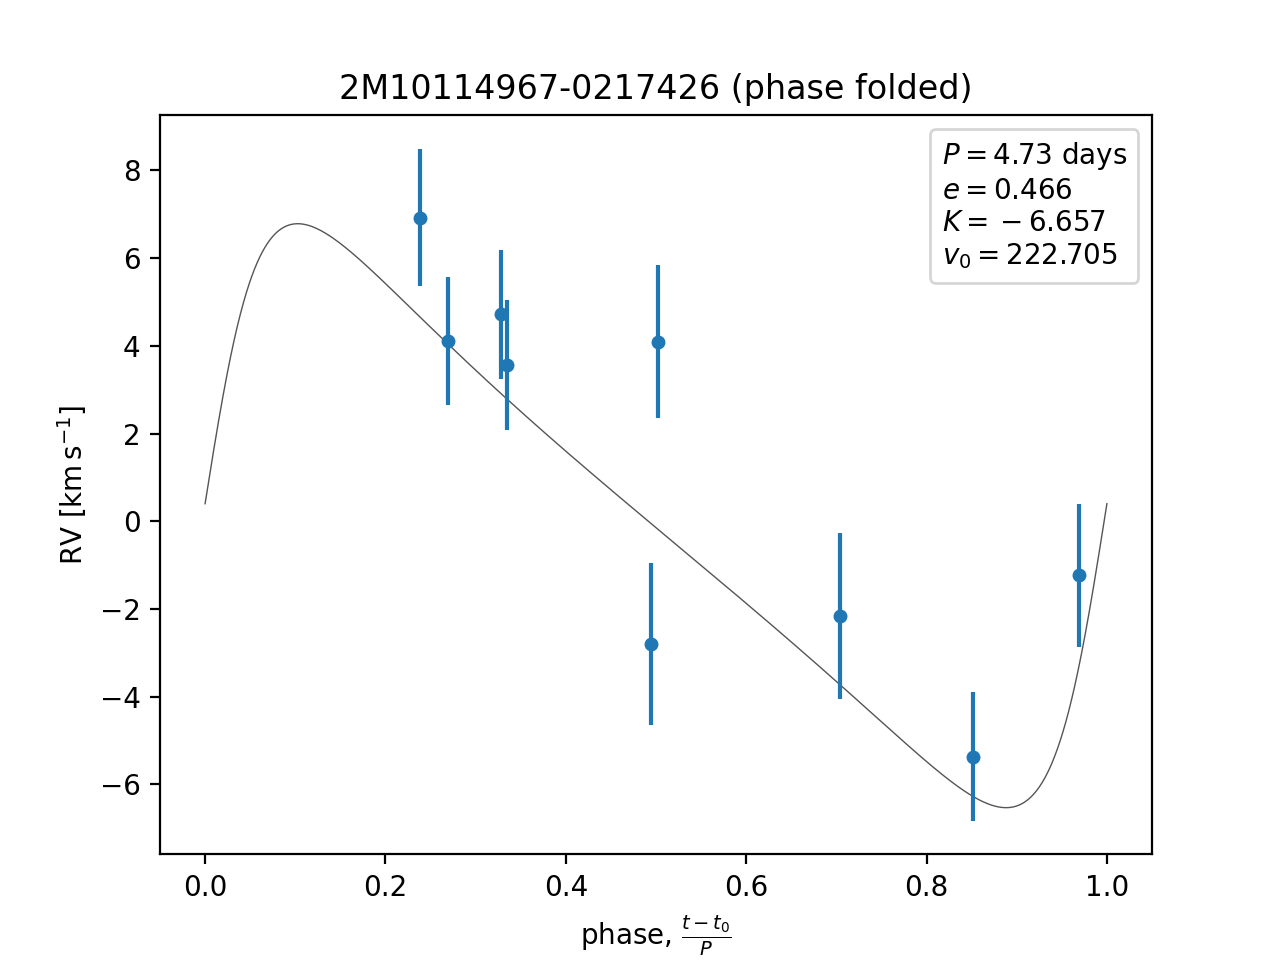 2M10114967-0217426 (phase folded)
P = 4.73 days
e = 0.466
K = −6.657
v₀ = 222.705
8
6
4
2
0
−2
−4
−6
RV [km s⁻¹]
0.0 0.2 0.4 0.6 0.8 1.0
phase, (t − t₀)/P